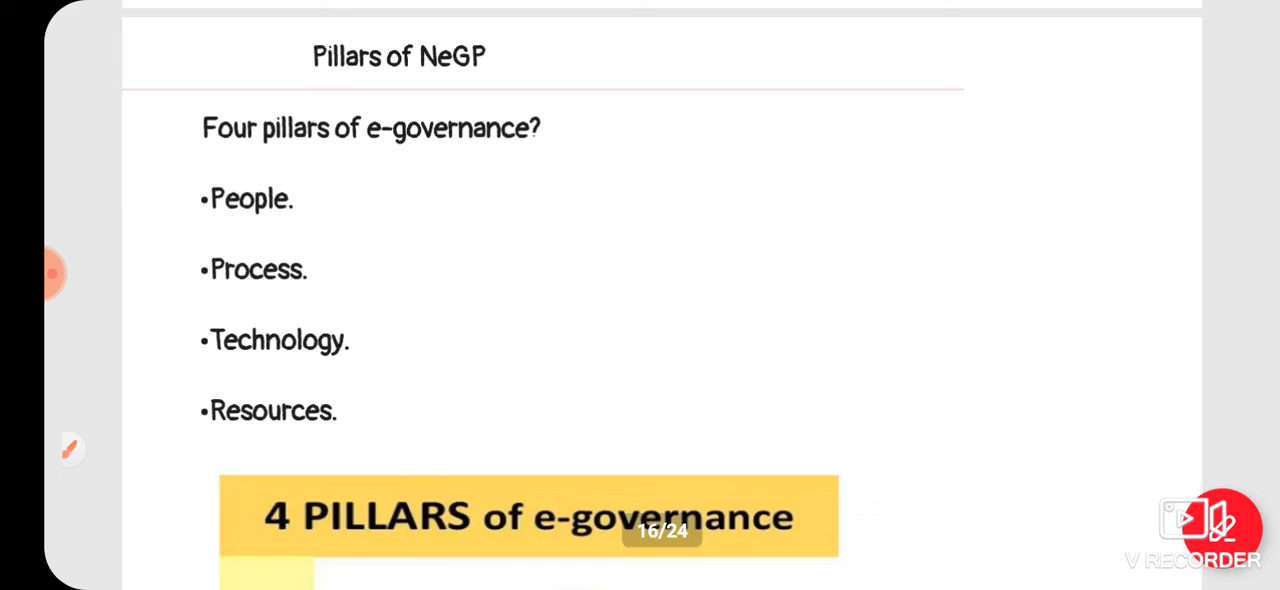 Pillars of NeGP
Four pillars of e-governance?
•People.
•Process.
•Technology.
•Resources.
4 PILLARS of e-governance
16/24
V RECORDER